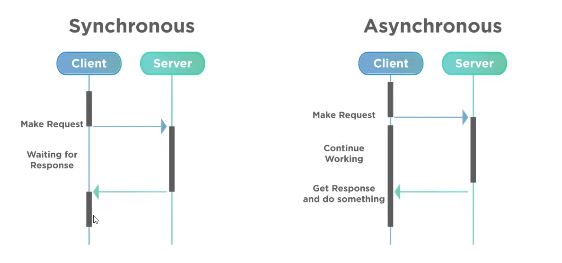 Synchronous
Client
Server
Make Request
Waiting for
Response
Asynchronous
Client
Server
Make Request
Continue
Working
Get Response
and do something